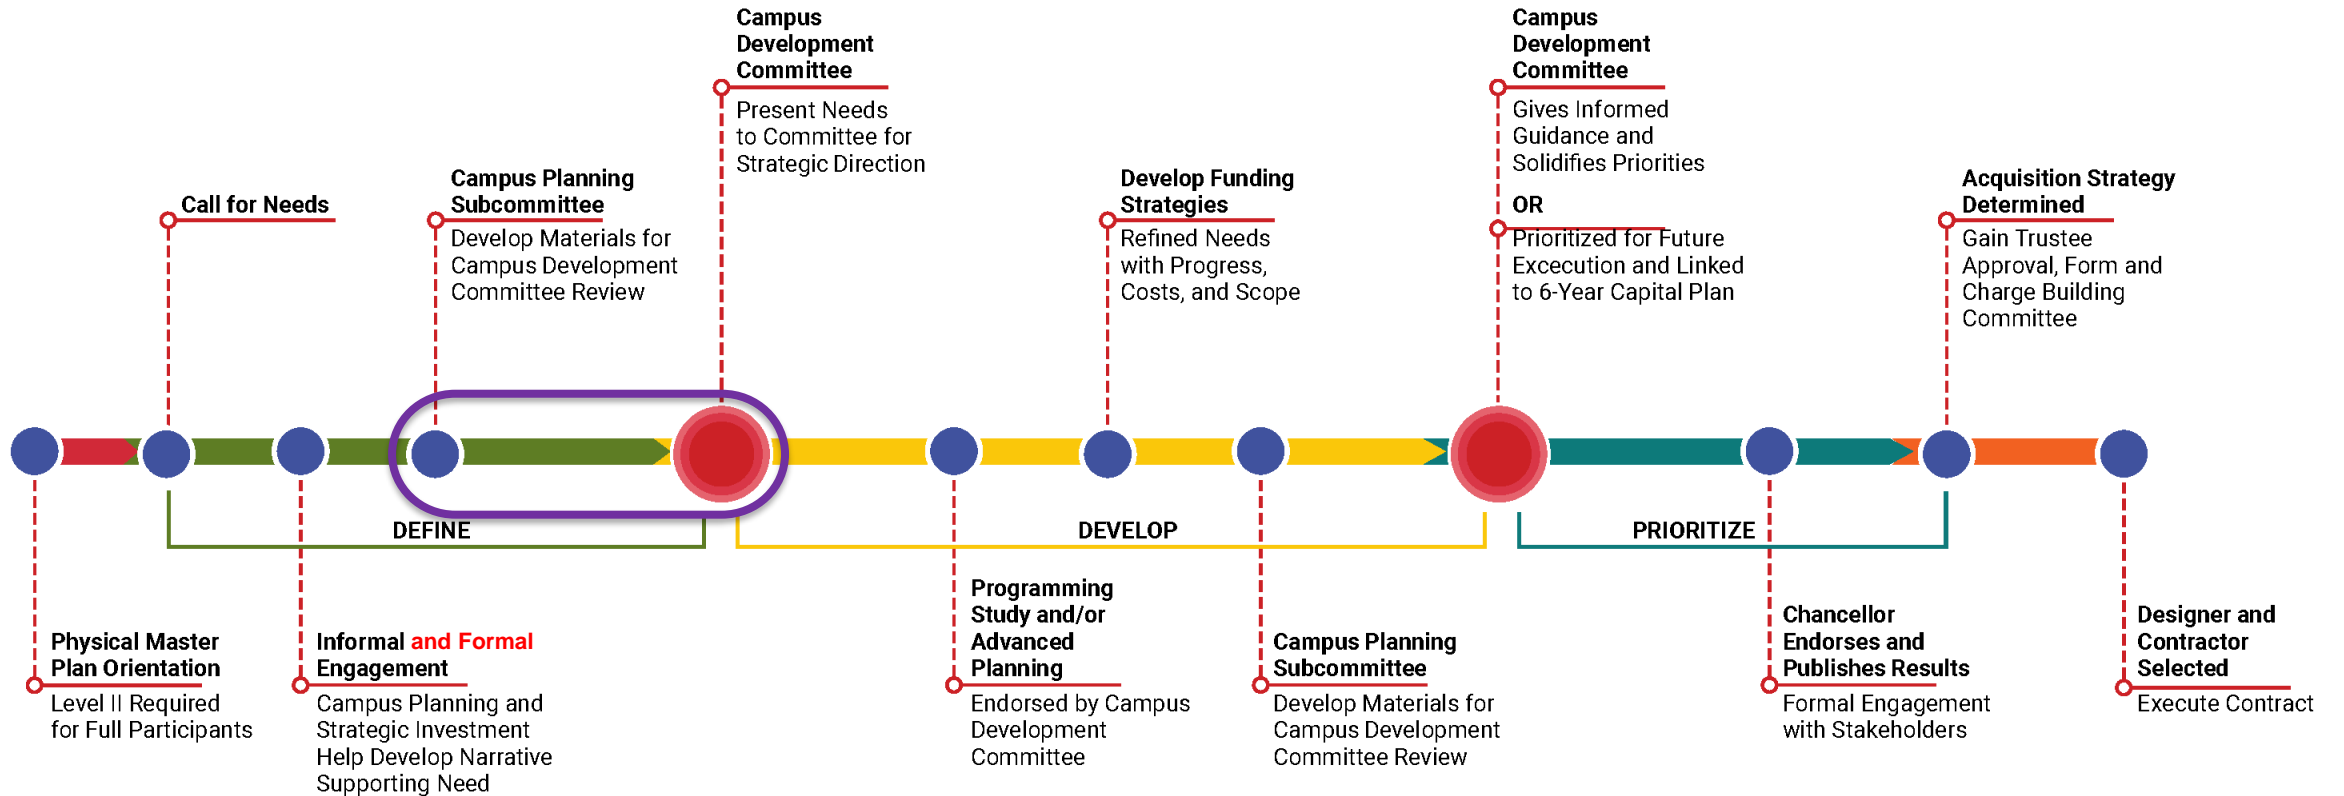 Campus
Development
Committee
Present Needs
to Committee for
Strategic Direction
Campus
Development
Committee
Gives Informed
Guidance and
Solidifies Priorities
OR
Prioritized for Future
Excecution and Linked
to 6-Year Capital Plan
Call for Needs
Campus Planning
Subcommittee
Develop Materials for
Campus Development
Committee Review
Develop Funding
Strategies
Refined Needs
with Progress,
Costs, and Scope
Acquisition Strategy
Determined
Gain Trustee
Approval, Form and
Charge Building
Committee
DEFINE
DEVELOP
PRIORITIZE
Physical Master
Plan Orientation
Level II Required
for Full Participants
Informal and Formal
Engagement
Campus Planning and
Strategic Investment
Help Develop Narrative
Supporting Need
Programming
Study and/or
Advanced
Planning
Endorsed by Campus
Development
Committee
Campus Planning
Subcommittee
Develop Materials for
Campus Development
Committee Review
Chancellor
Endorses and
Publishes Results
Formal Engagement
with Stakeholders
Designer and
Contractor
Selected
Execute Contract